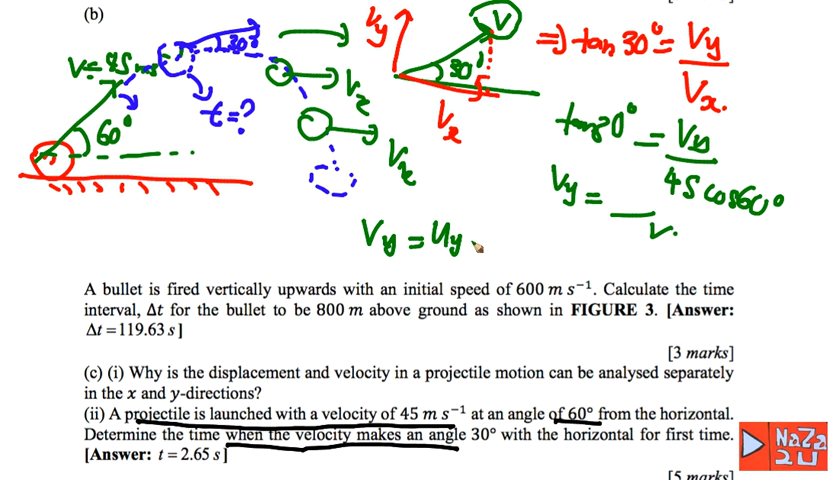 (b)
V = 45 ms⁻¹
60°
30°
t = ?
Vx
Vx
Vy
V
30°
Vx
=> tan 30° = Vy / Vx.
tan 30° = Vy / 45 cos60°
Vy = __ 
Vy = uy
A bullet is fired vertically upwards with an initial speed of 600 m s⁻¹. Calculate the time
interval, Δt for the bullet to be 800 m above ground as shown in FIGURE 3. [Answer:
Δt =119.63 s]
[3 marks]
(c) (i) Why is the displacement and velocity in a projectile motion can be analysed separately
in the x and y-directions?
(ii) A projectile is launched with a velocity of 45 m s⁻¹ at an angle of 60° from the horizontal.
Determine the time when the velocity makes an angle 30° with the horizontal for first time.
[Answer: t = 2.65 s]
[5 marks]
NaZa
2U